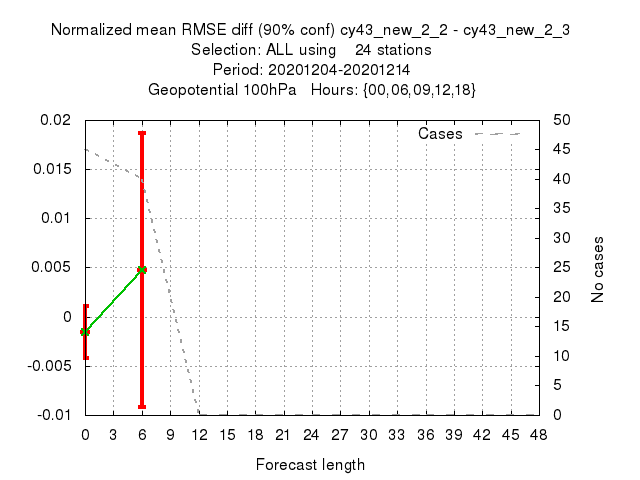 Normalized mean RMSE diff (90% conf) cy43_new_2_2 - cy43_new_2_3
Selection: ALL using    24 stations
Period: 20201204-20201214
Geopotential 100hPa   Hours: {00,06,09,12,18}
Cases
0.02
0.015
0.01
0.005
0
-0.005
-0.01
50
45
40
35
30
25
20
15
10
5
0
No cases
0 3 6 9 12 15 18 21 24 27 30 33 36 39 42 45 48
Forecast length